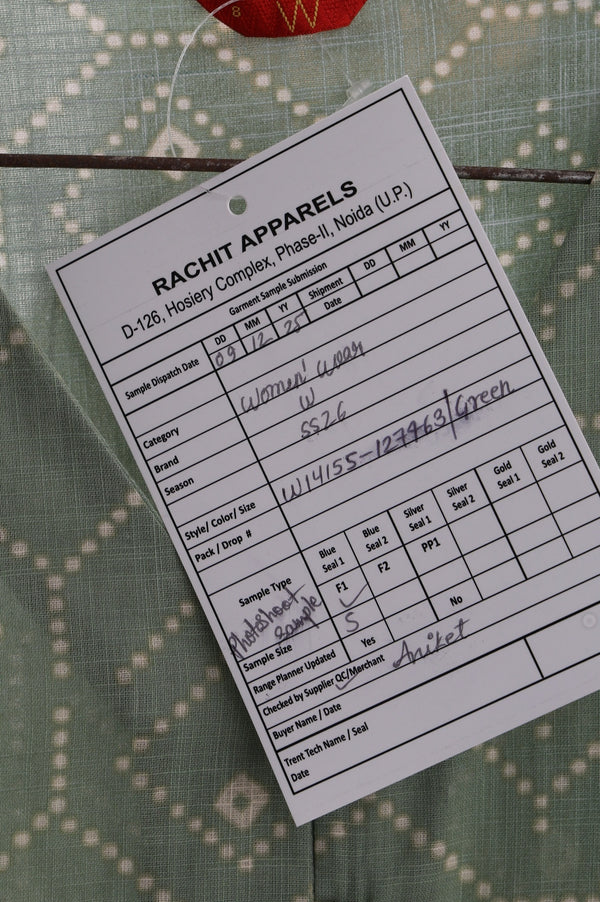 8 W
RACHIT APPARELS
D-126, Hosiery Complex, Phase-II, Noida (U.P.)
Garment Sample Submission
Sample Dispatch Date DD MM YY Shipment Date DD MM YY
09 12 25
Category Women' Wear
Brand W
Season SS26
Style/ Color/ Size W14155-127463/Green
Pack / Drop #
Sample Type Blue Seal 1 Blue Seal 2 Silver Seal 1 Silver Seal 2 Gold Seal 1 Gold Seal 2
Photoshoot sample F1 F2 PP1
Sample Size S
Range Planner Updated Yes No
Checked by Supplier QC/Merchant Aniket
Buyer Name / Date
Trent Tech Name / Seal
Date